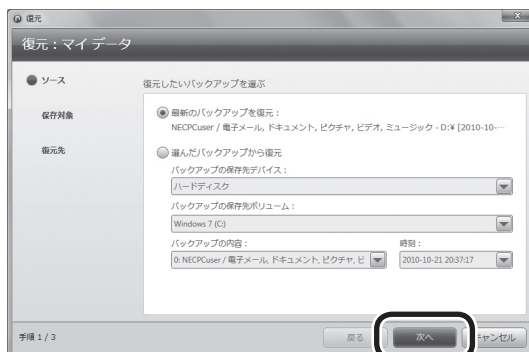 復元
復元：マイ データ
ソース
保存対象
復元先
復元したいバックアップを選ぶ
最新のバックアップを復元：
NECPCuser / 電子メール, ドキュメント, ピクチャ, ビデオ, ミュージック - D:¥ [2010-10-…
選んだバックアップから復元
バックアップの保存先デバイス：
ハードディスク
バックアップの保存先ボリューム：
Windows 7 (C:)
バックアップの内容： 時刻：
0: NECPCuser / 電子メール, ドキュメント, ピクチャ, ビ 2010-10-21 20:37:17
手順 1 / 3 戻る 次へ キャンセル